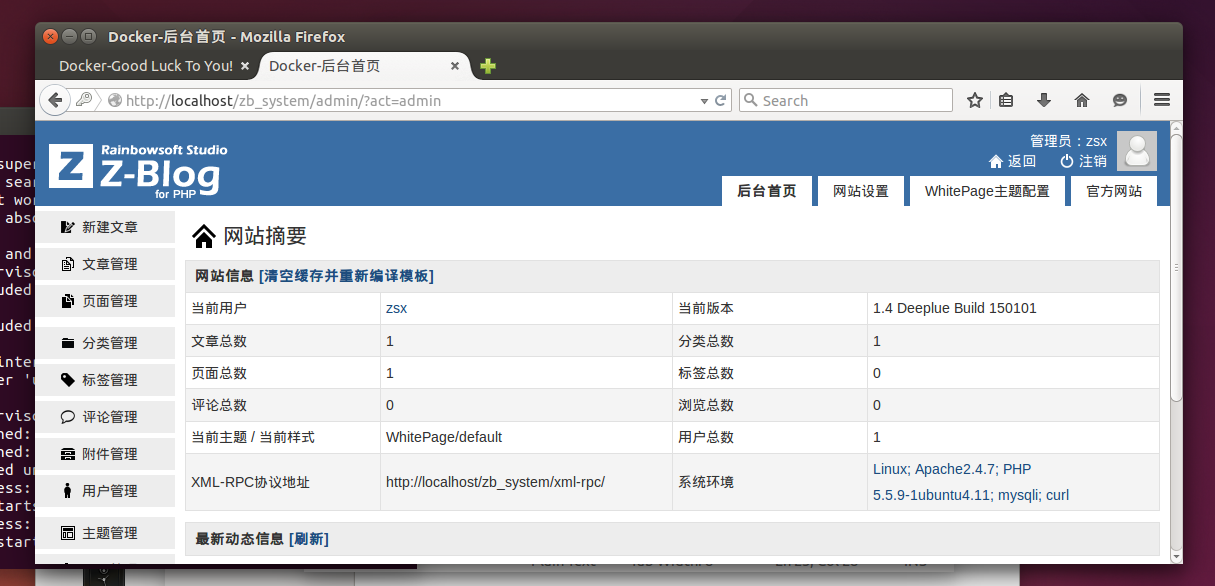 Docker-后台首页 - Mozilla Firefox
Docker-Good Luck To You!
Docker-后台首页
http://localhost/zb_system/admin/?act=admin
Search
Rainbowsoft Studio
Z
Z-Blog
for PHP
管理员：zsx
返回
注销
后台首页
网站设置
WhitePage主题配置
官方网站
新建文章
文章管理
页面管理
分类管理
标签管理
评论管理
附件管理
用户管理
主题管理
网站摘要
网站信息 [清空缓存并重新编译模板]
当前用户 zsx 当前版本 1.4 Deeplue Build 150101
文章总数 1 分类总数 1
页面总数 1 标签总数 0
评论总数 0 浏览总数 0
当前主题 / 当前样式 WhitePage/default 用户总数 1
XML-RPC协议地址 http://localhost/zb_system/xml-rpc/ 系统环境 Linux; Apache2.4.7; PHP
5.5.9-1ubuntu4.11; mysqli; curl
最新动态信息 [刷新]